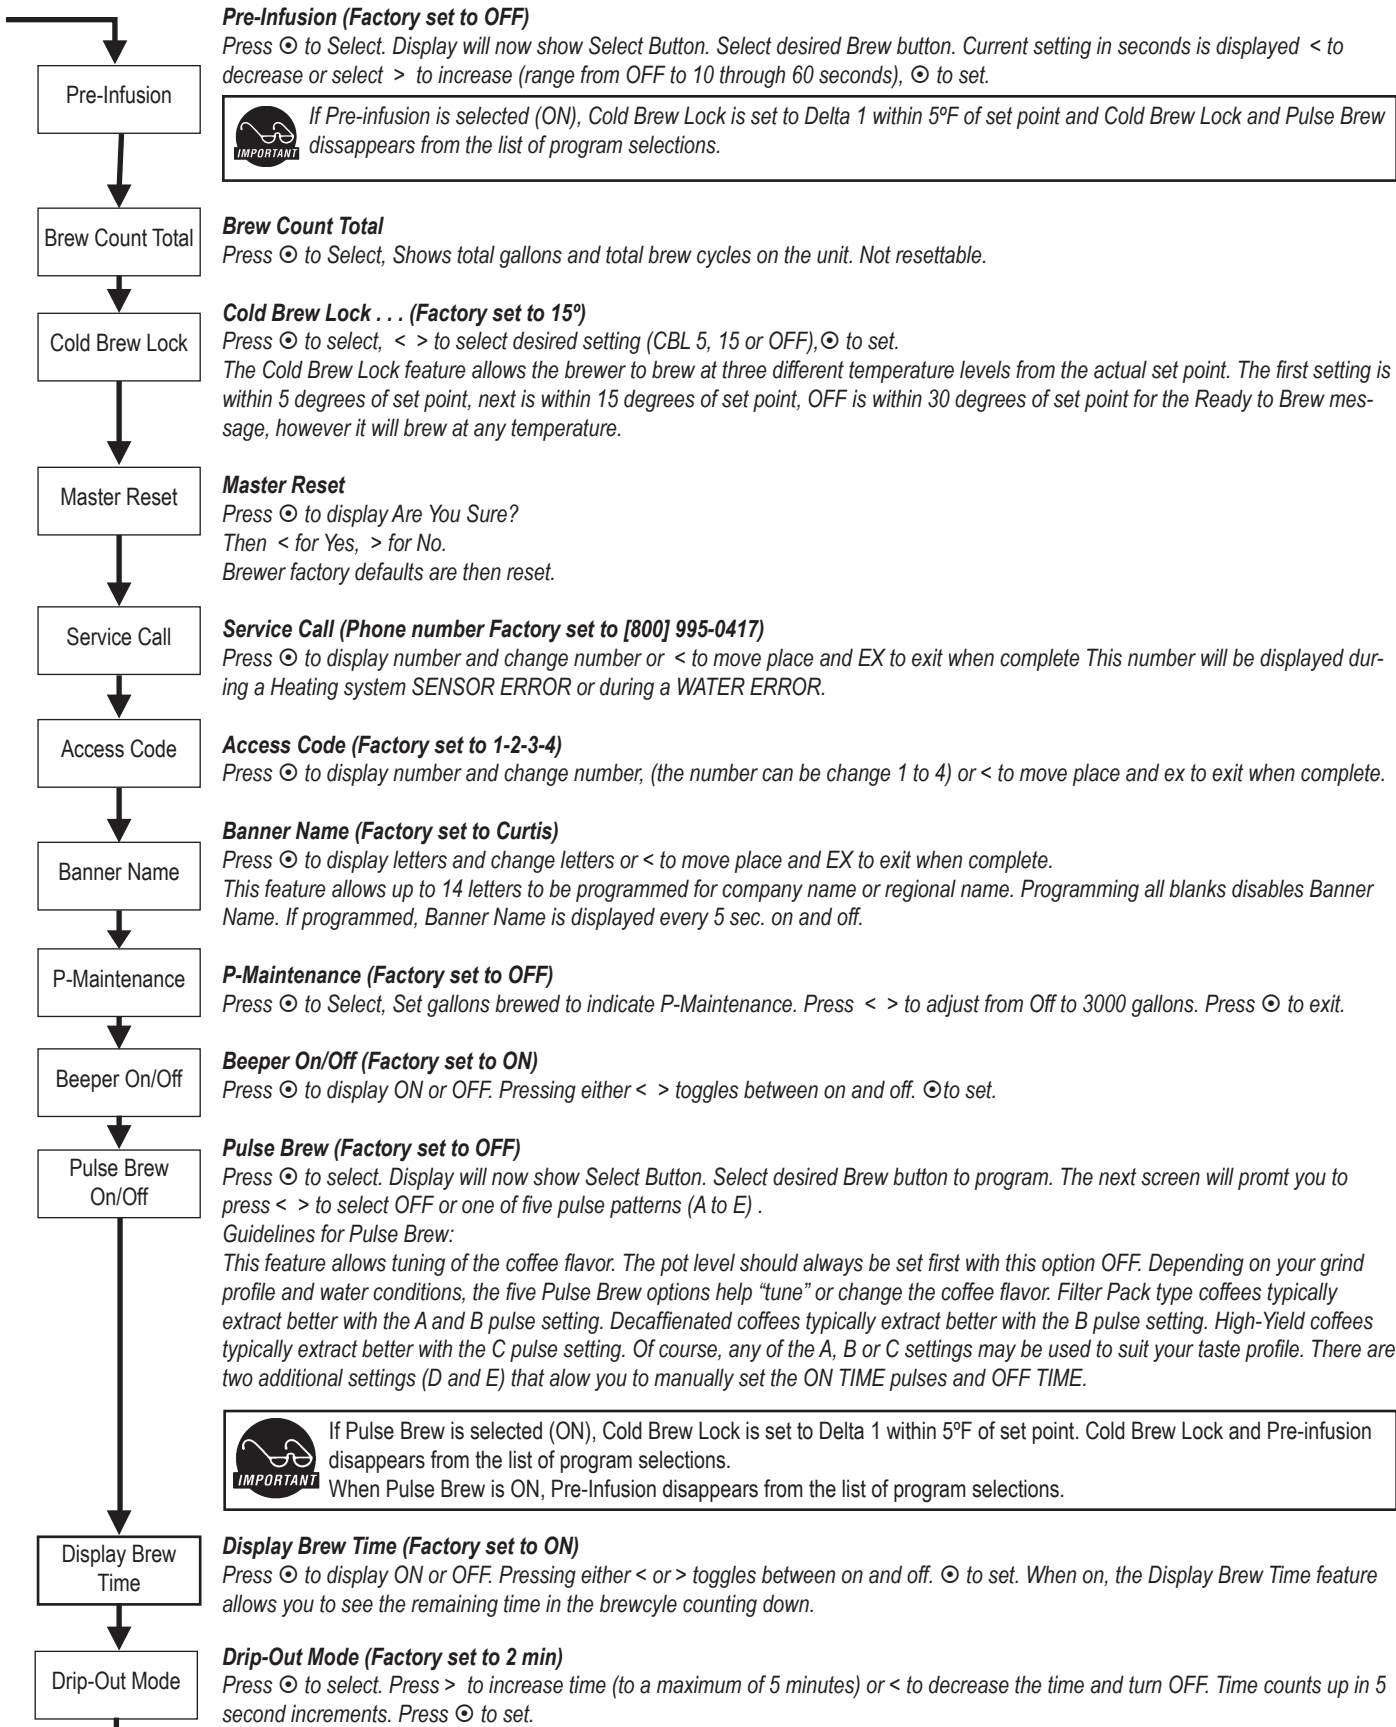 Pre-Infusion (Factory set to OFF)
Press ⊙ to Select. Display will now show Select Button. Select desired Brew button. Current setting in seconds is displayed < to
decrease or select > to increase (range from OFF to 10 through 60 seconds), ⊙ to set.
Pre-Infusion
If Pre-infusion is selected (ON), Cold Brew Lock is set to Delta 1 within 5ºF of set point and Cold Brew Lock and Pulse Brew
dissappears from the list of program selections.
IMPORTANT
Brew Count Total
Brew Count Total
Press ⊙ to Select, Shows total gallons and total brew cycles on the unit. Not resettable.
Cold Brew Lock
Cold Brew Lock . . . (Factory set to 15º)
Press ⊙ to select, < > to select desired setting (CBL 5, 15 or OFF),⊙ to set.
The Cold Brew Lock feature allows the brewer to brew at three different temperature levels from the actual set point. The first setting is
within 5 degrees of set point, next is within 15 degrees of set point, OFF is within 30 degrees of set point for the Ready to Brew mes-
sage, however it will brew at any temperature.
Master Reset
Master Reset
Press ⊙ to display Are You Sure?
Then < for Yes, > for No.
Brewer factory defaults are then reset.
Service Call
Service Call (Phone number Factory set to [800] 995-0417)
Press ⊙ to display number and change number or < to move place and EX to exit when complete This number will be displayed dur-
ing a Heating system SENSOR ERROR or during a WATER ERROR.
Access Code
Access Code (Factory set to 1-2-3-4)
Press ⊙ to display number and change number, (the number can be change 1 to 4) or < to move place and ex to exit when complete.
Banner Name
Banner Name (Factory set to Curtis)
Press ⊙ to display letters and change letters or < to move place and EX to exit when complete.
This feature allows up to 14 letters to be programmed for company name or regional name. Programming all blanks disables Banner
Name. If programmed, Banner Name is displayed every 5 sec. on and off.
P-Maintenance
P-Maintenance (Factory set to OFF)
Press ⊙ to Select, Set gallons brewed to indicate P-Maintenance. Press < > to adjust from Off to 3000 gallons. Press ⊙ to exit.
Beeper On/Off
Beeper On/Off (Factory set to ON)
Press ⊙ to display ON or OFF. Pressing either < > toggles between on and off. ⊙to set.
Pulse Brew
On/Off
Pulse Brew (Factory set to OFF)
Press ⊙ to select. Display will now show Select Button. Select desired Brew button to program. The next screen will promt you to
press < > to select OFF or one of five pulse patterns (A to E) .
Guidelines for Pulse Brew:
This feature allows tuning of the coffee flavor. The pot level should always be set first with this option OFF. Depending on your grind
profile and water conditions, the five Pulse Brew options help “tune” or change the coffee flavor. Filter Pack type coffees typically
extract better with the A and B pulse setting. Decaffienated coffees typically extract better with the B pulse setting. High-Yield coffees
typically extract better with the C pulse setting. Of course, any of the A, B or C settings may be used to suit your taste profile. There are
two additional settings (D and E) that alow you to manually set the ON TIME pulses and OFF TIME.
If Pulse Brew is selected (ON), Cold Brew Lock is set to Delta 1 within 5ºF of set point. Cold Brew Lock and Pre-infusion
disappears from the list of program selections.
When Pulse Brew is ON, Pre-Infusion disappears from the list of program selections.
IMPORTANT
Display Brew
Time
Display Brew Time (Factory set to ON)
Press ⊙ to display ON or OFF. Pressing either < or > toggles between on and off. ⊙ to set. When on, the Display Brew Time feature
allows you to see the remaining time in the brewcyle counting down.
Drip-Out Mode
Drip-Out Mode (Factory set to 2 min)
Press ⊙ to select. Press > to increase time (to a maximum of 5 minutes) or < to decrease the time and turn OFF. Time counts up in 5
second increments. Press ⊙ to set.